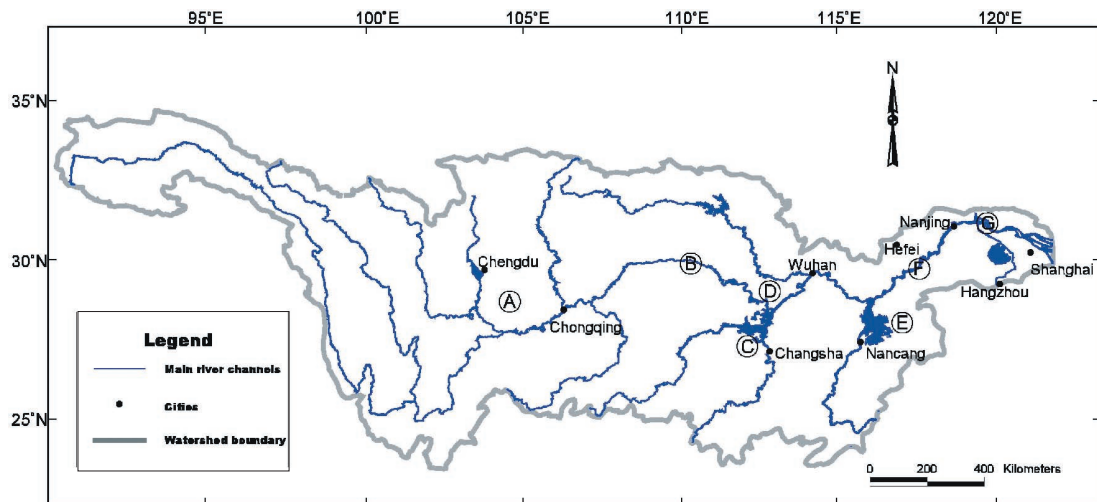 95°E 100°E 105°E 110°E 115°E 120°E
N
35°N
30°N
25°N
Nanjing
G
Hefei
Chengdu
B
Wuhan
F
Shanghai
A
D
Hangzhou
Chongqing
E
C
Changsha
Nancang
Legend
Main river channels
Cities
Watershed boundary
0 200 400 Kilometers